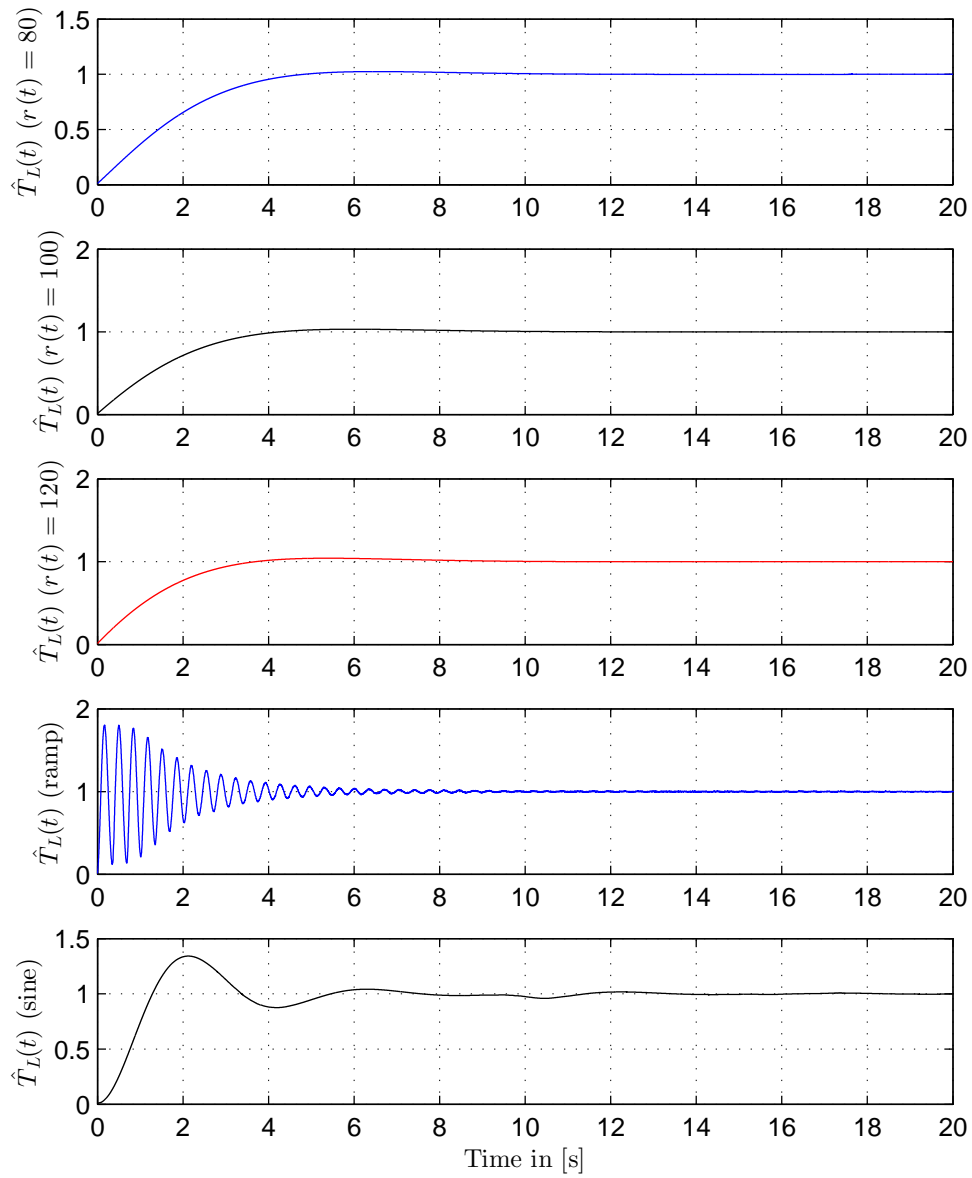 T̂_L(t) (r(t) = 80)
1.5
1
0.5
0
0 2 4 6 8 10 12 14 16 18 20
T̂_L(t) (r(t) = 100)
2
1
0
0 2 4 6 8 10 12 14 16 18 20
T̂_L(t) (r(t) = 120)
2
1
0
0 2 4 6 8 10 12 14 16 18 20
T̂_L(t) (ramp)
2
1
0
0 2 4 6 8 10 12 14 16 18 20
T̂_L(t) (sine)
1.5
1
0.5
0
0 2 4 6 8 10 12 14 16 18 20
Time in [s]